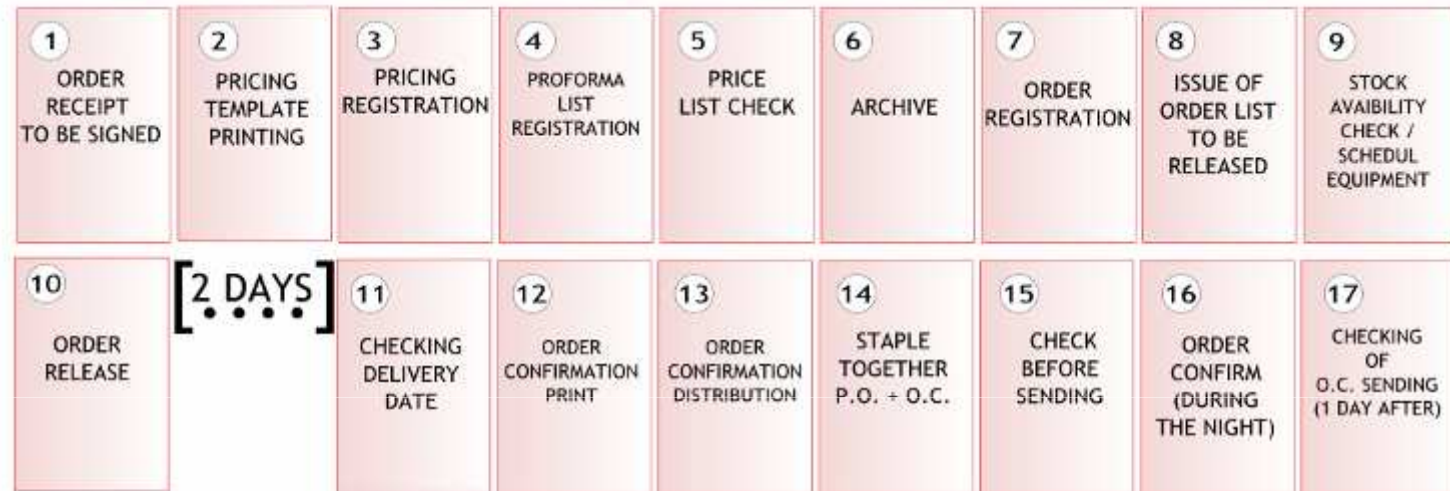 1
ORDER
RECEIPT
TO BE SIGNED
2
PRICING
TEMPLATE
PRINTING
3
PRICING
REGISTRATION
4
PROFORMA
LIST
REGISTRATION
5
PRICE
LIST CHECK
6
ARCHIVE
7
ORDER
REGISTRATION
8
ISSUE OF
ORDER LIST
TO BE
RELEASED
9
STOCK
AVAIBILITY
CHECK /
SCHEDUL
EQUIPMENT
10
ORDER
RELEASE
[2 DAYS]
11
CHECKING
DELIVERY
DATE
12
ORDER
CONFIRMATION
PRINT
13
ORDER
CONFIRMATION
DISTRIBUTION
14
STAPLE
TOGETHER
P.O. + O.C.
15
CHECK
BEFORE
SENDING
16
ORDER
CONFIRM
(DURING
THE NIGHT)
17
CHECKING
OF
O.C. SENDING
(1 DAY AFTER)